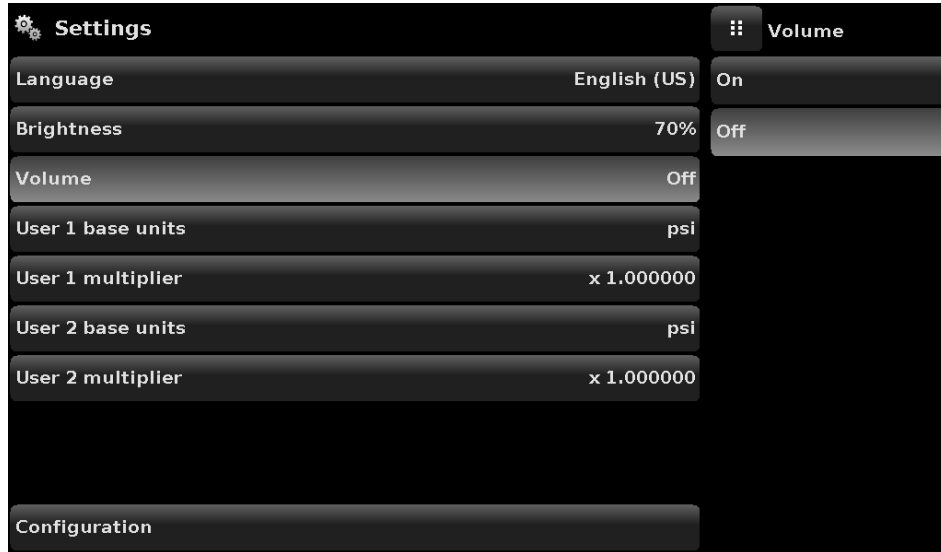 Settings
Language English (US)
Brightness 70%
Volume Off
User 1 base units psi
User 1 multiplier x 1.000000
User 2 base units psi
User 2 multiplier x 1.000000
Configuration
Volume
On
Off